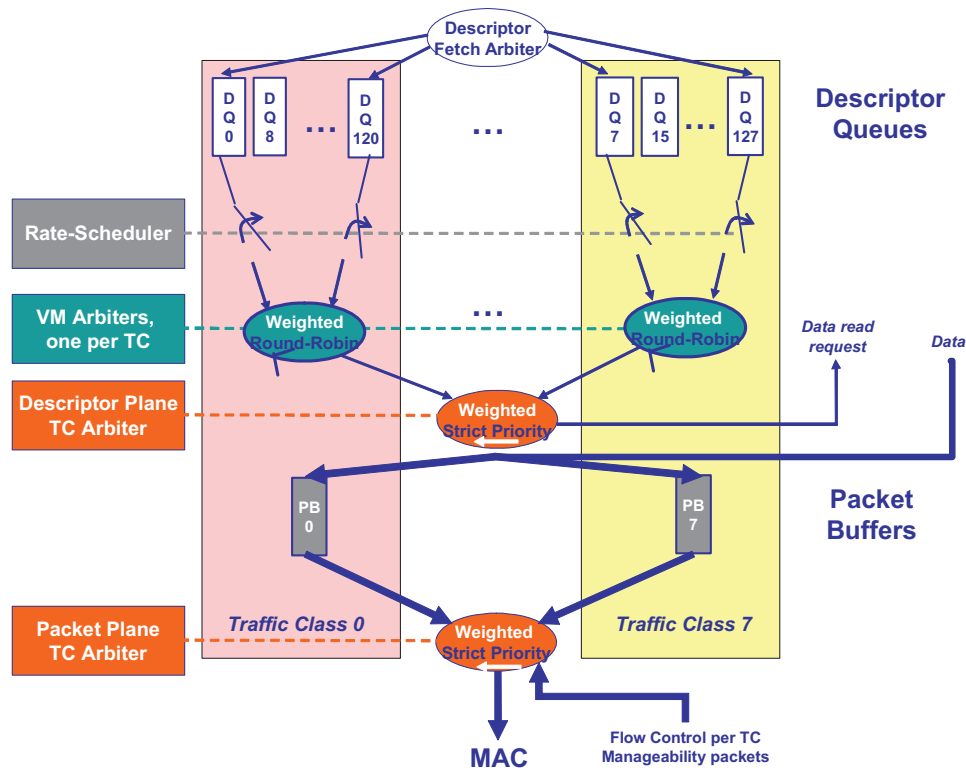 Descriptor
Fetch Arbiter
D Q 0
D Q 8
...
D Q 120
...
D Q 7
D Q 15
...
D Q 127
Descriptor
Queues
Rate-Scheduler
VM Arbiters,
one per TC
Weighted
Round-Robin
...
Weighted
Round-Robin
Data read
request
Data
Descriptor Plane
TC Arbiter
Weighted
Strict Priority
PB
0
PB
7
Packet
Buffers
Traffic Class 0
Traffic Class 7
Packet Plane
TC Arbiter
Weighted
Strict Priority
MAC
Flow Control per TC
Manageability packets